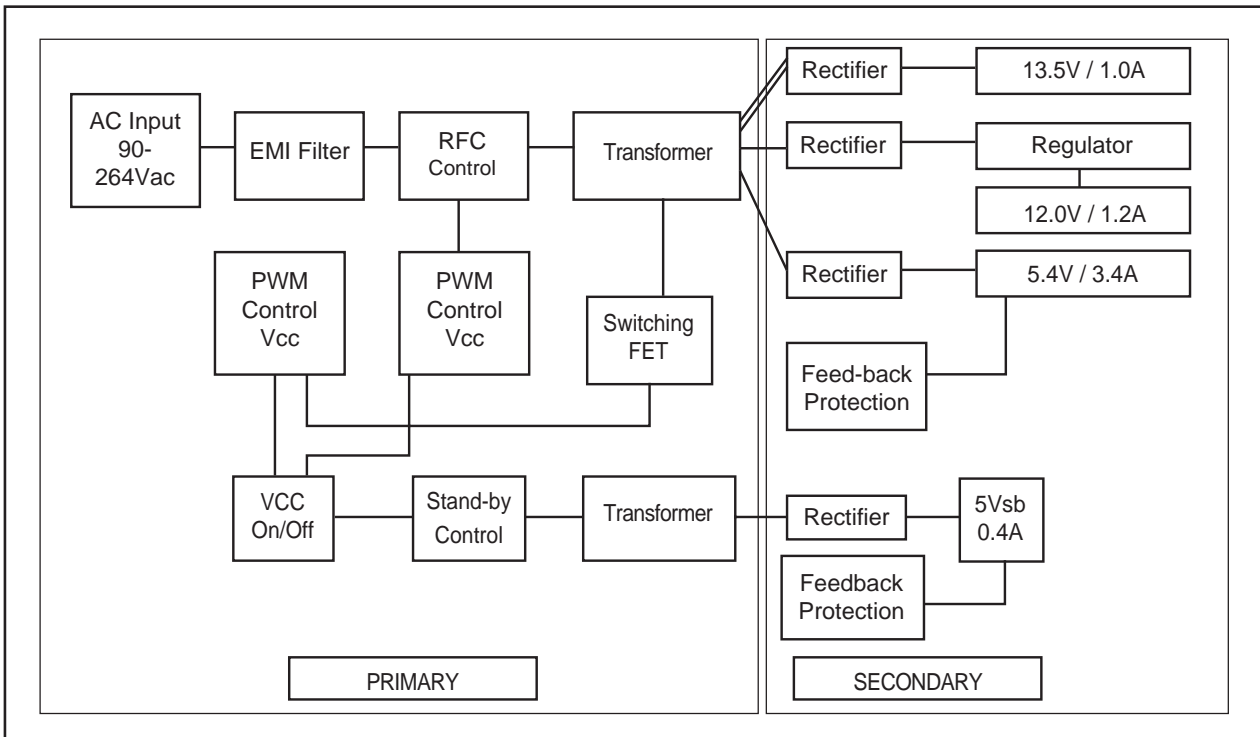 AC Input
90-
264Vac
EMI Filter
RFC
Control
Transformer
Rectifier
13.5V / 1.0A
Rectifier
Regulator
12.0V / 1.2A
Rectifier
5.4V / 3.4A
PWM
Control
Vcc
PWM
Control
Vcc
Switching
FET
Feed-back
Protection
VCC
On/Off
Stand-by
Control
Transformer
Rectifier
5Vsb
0.4A
Feedback
Protection
PRIMARY
SECONDARY